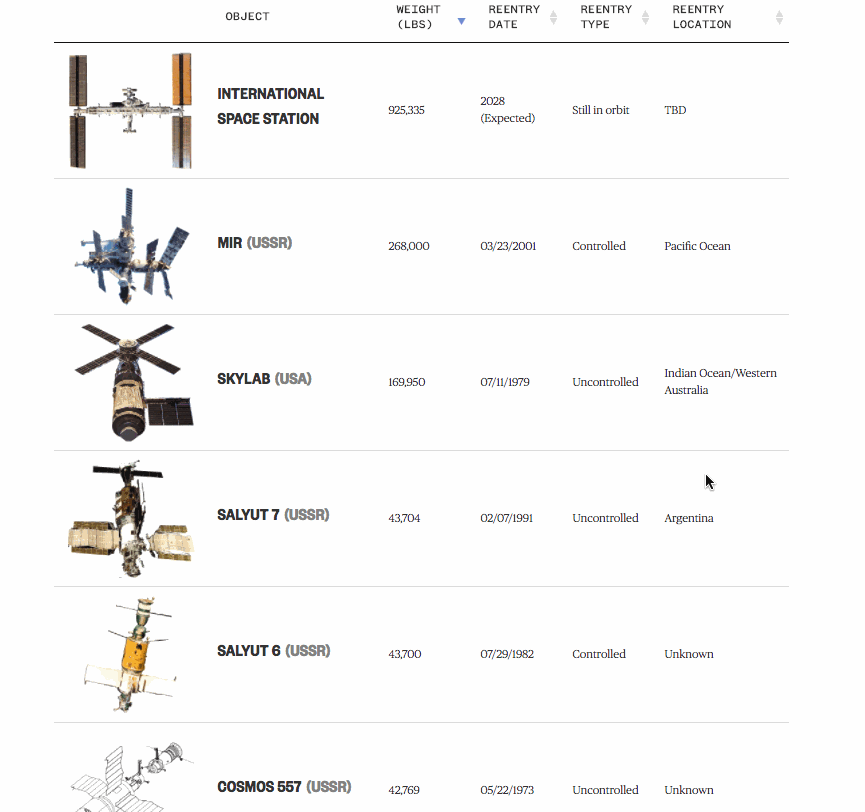 OBJECT
WEIGHT
(LBS)
REENTRY
DATE
REENTRY
TYPE
REENTRY
LOCATION
INTERNATIONAL
SPACE STATION
925,335
2028
(Expected)
Still in orbit
TBD
MIR (USSR)
268,000
03/23/2001
Controlled
Pacific Ocean
SKYLAB (USA)
169,950
07/11/1979
Uncontrolled
Indian Ocean/Western
Australia
SALYUT 7 (USSR)
43,704
02/07/1991
Uncontrolled
Argentina
SALYUT 6 (USSR)
43,700
07/29/1982
Controlled
Unknown
COSMOS 557 (USSR)
42,769
05/22/1973
Uncontrolled
Unknown